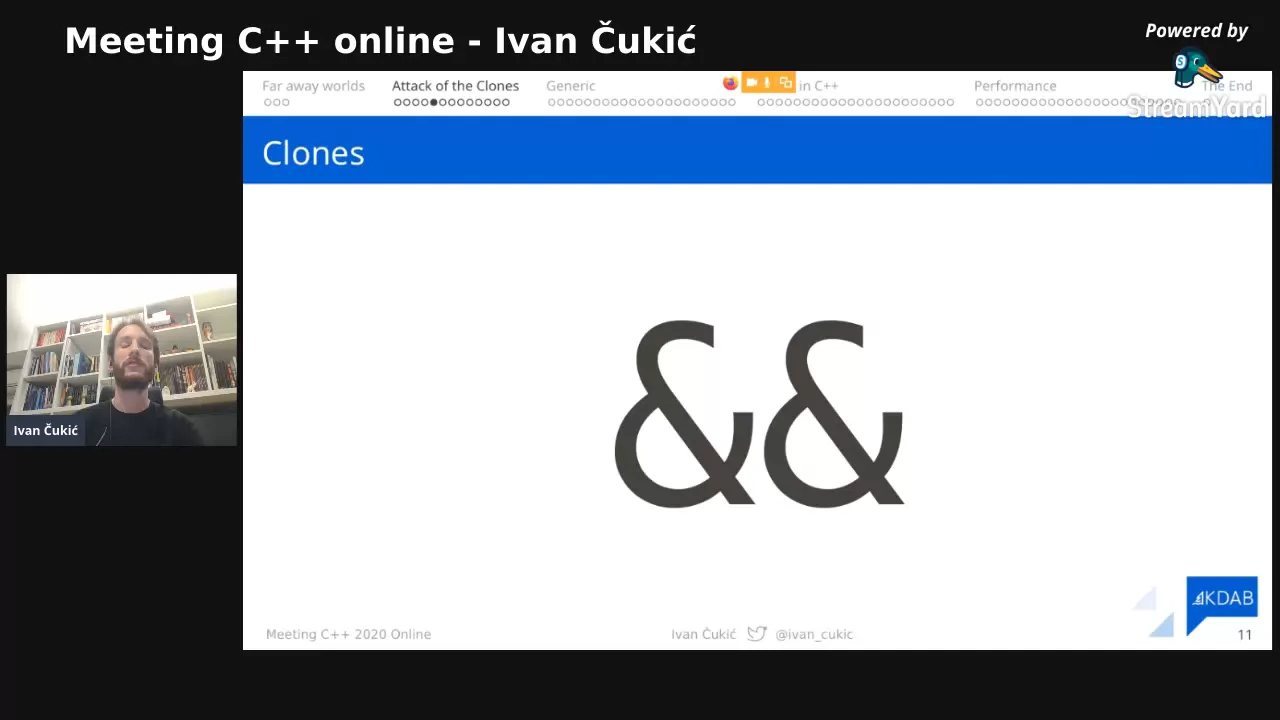 Meeting C++ online - Ivan Čukić
Powered by
StreamYard
Far away worlds
Attack of the Clones
Generic
in C++
Performance
The End
Clones
&&
Ivan Čukić
KDAB
Meeting C++ 2020 Online
Ivan Čukić
@ivan_cukic
11